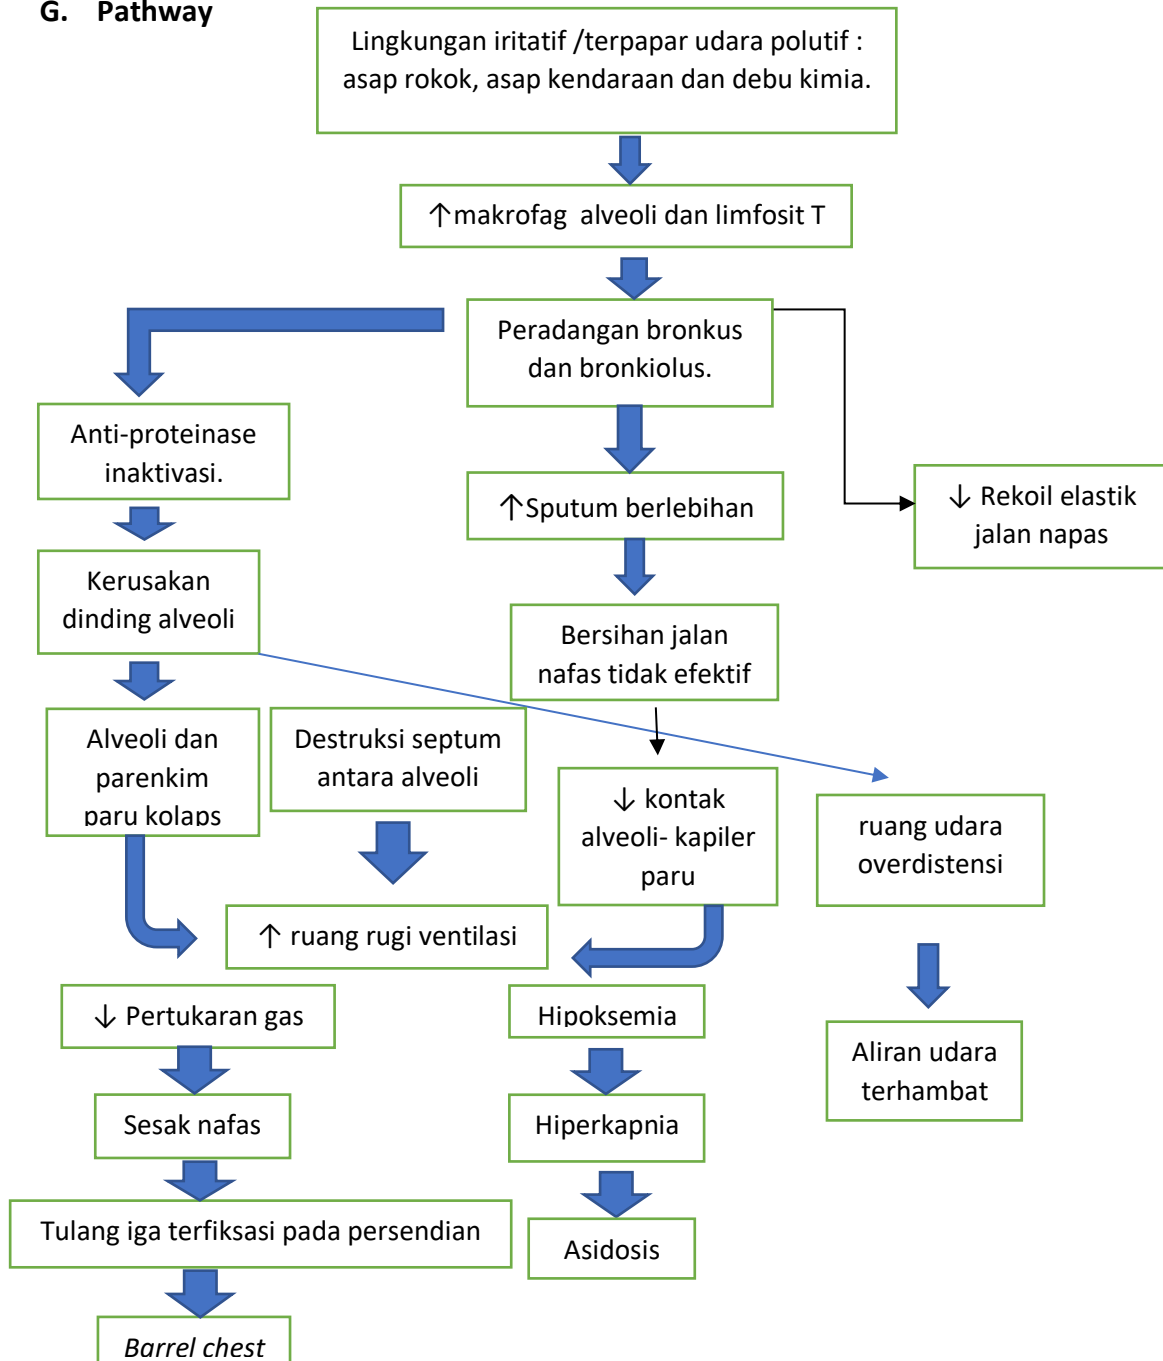 G. Pathway
Lingkungan iritatif /terpapar udara polutif :
asap rokok, asap kendaraan dan debu kimia.
↑makrofag alveoli dan limfosit T
Peradangan bronkus
dan bronkiolus.
Anti-proteinase
inaktivasi.
↑Sputum berlebihan
↓ Rekoil elastik
jalan napas
Kerusakan
dinding alveoli
Bersihan jalan
nafas tidak efektif
Alveoli dan
parenkim
paru kolaps
Destruksi septum
antara alveoli
↓ kontak
alveoli- kapiler
paru
ruang udara
overdistensi
↑ ruang rugi ventilasi
↓ Pertukaran gas
Hipoksemia
Aliran udara
terhambat
Sesak nafas
Hiperkapnia
Tulang iga terfiksasi pada persendian
Asidosis
Barrel chest